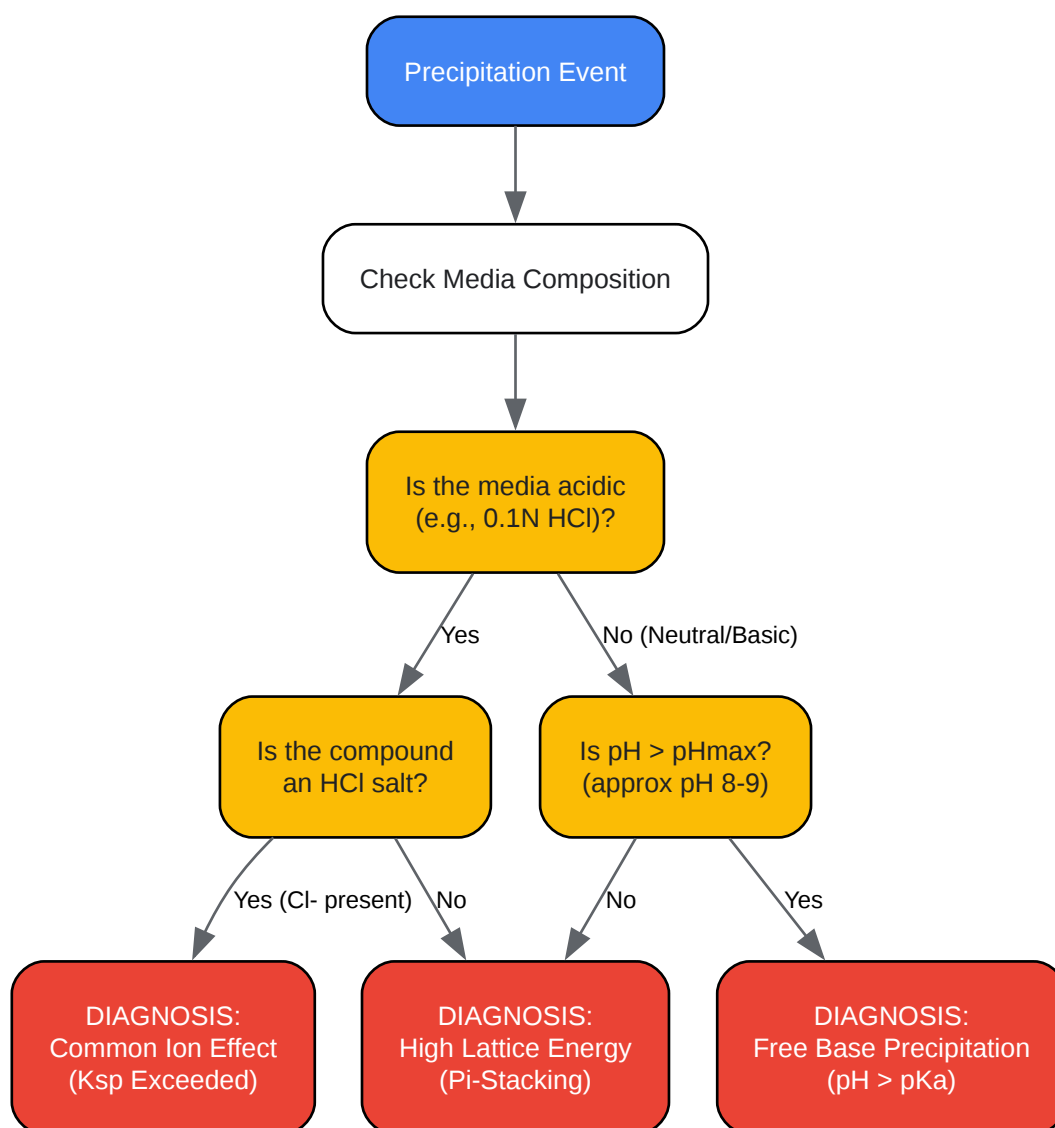 Precipitation Event
Check Media Composition
Is the media acidic
(e.g., 0.1N HCl)?
Yes
No (Neutral/Basic)
Is the compound
an HCl salt?
Is pH > pHmax?
(approx pH 8-9)
Yes (Cl- present)
No
No
Yes
DIAGNOSIS:
Common Ion Effect
(Ksp Exceeded)
DIAGNOSIS:
High Lattice Energy
(Pi-Stacking)
DIAGNOSIS:
Free Base Precipitation
(pH > pKa)